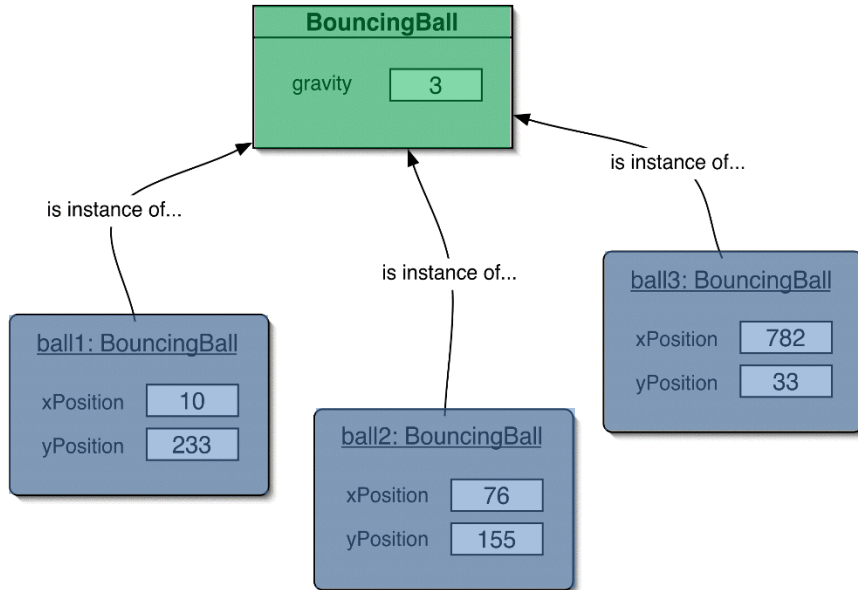 BouncingBall
gravity 3
is instance of...
is instance of...
is instance of...
ball1: BouncingBall
xPosition 10
yPosition 233
ball2: BouncingBall
xPosition 76
yPosition 155
ball3: BouncingBall
xPosition 782
yPosition 33